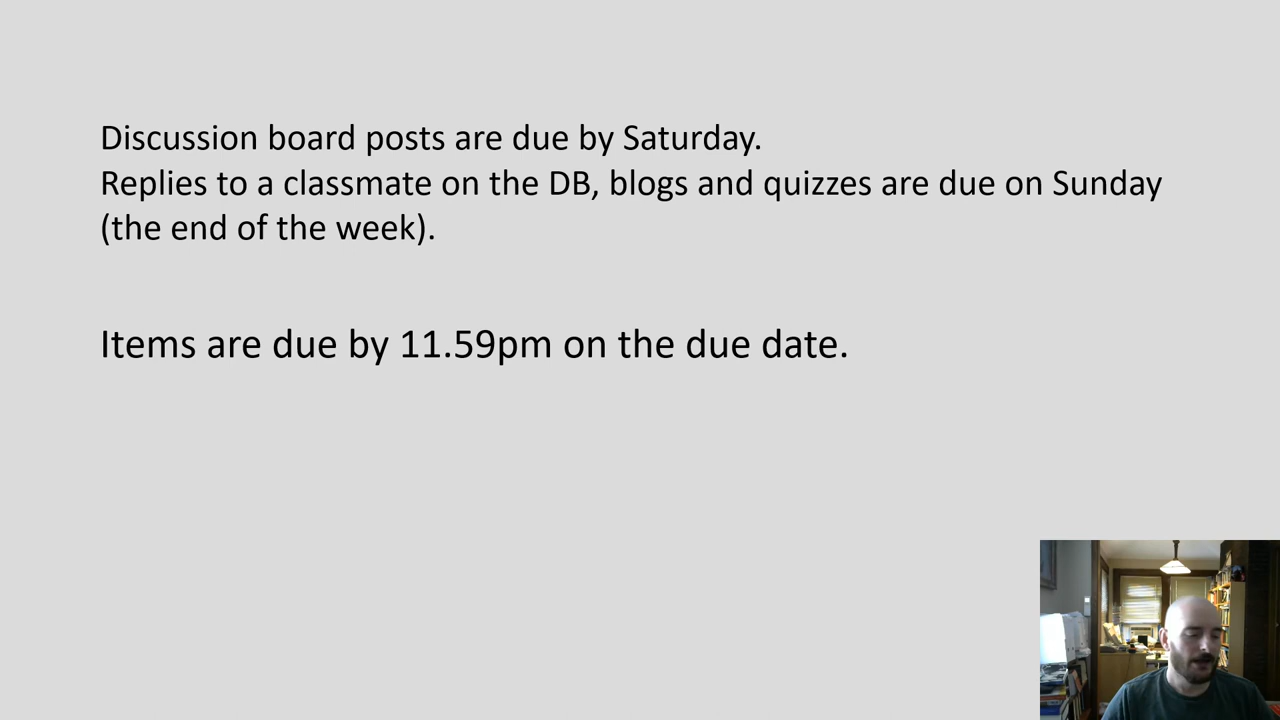 Discussion board posts are due by Saturday.
Replies to a classmate on the DB, blogs and quizzes are due on Sunday
(the end of the week).
Items are due by 11.59pm on the due date.